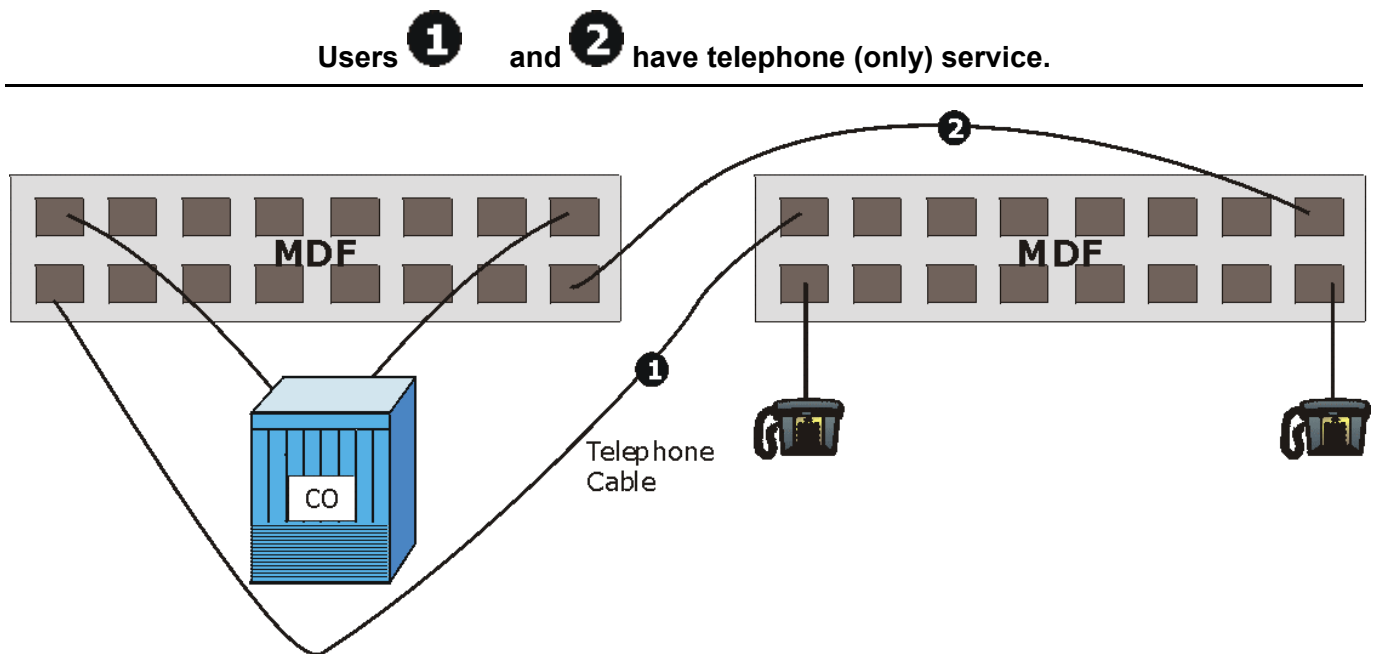 Users 1 and 2 have telephone (only) service.
2
MDF
MDF
1
Telephone
Cable
CO